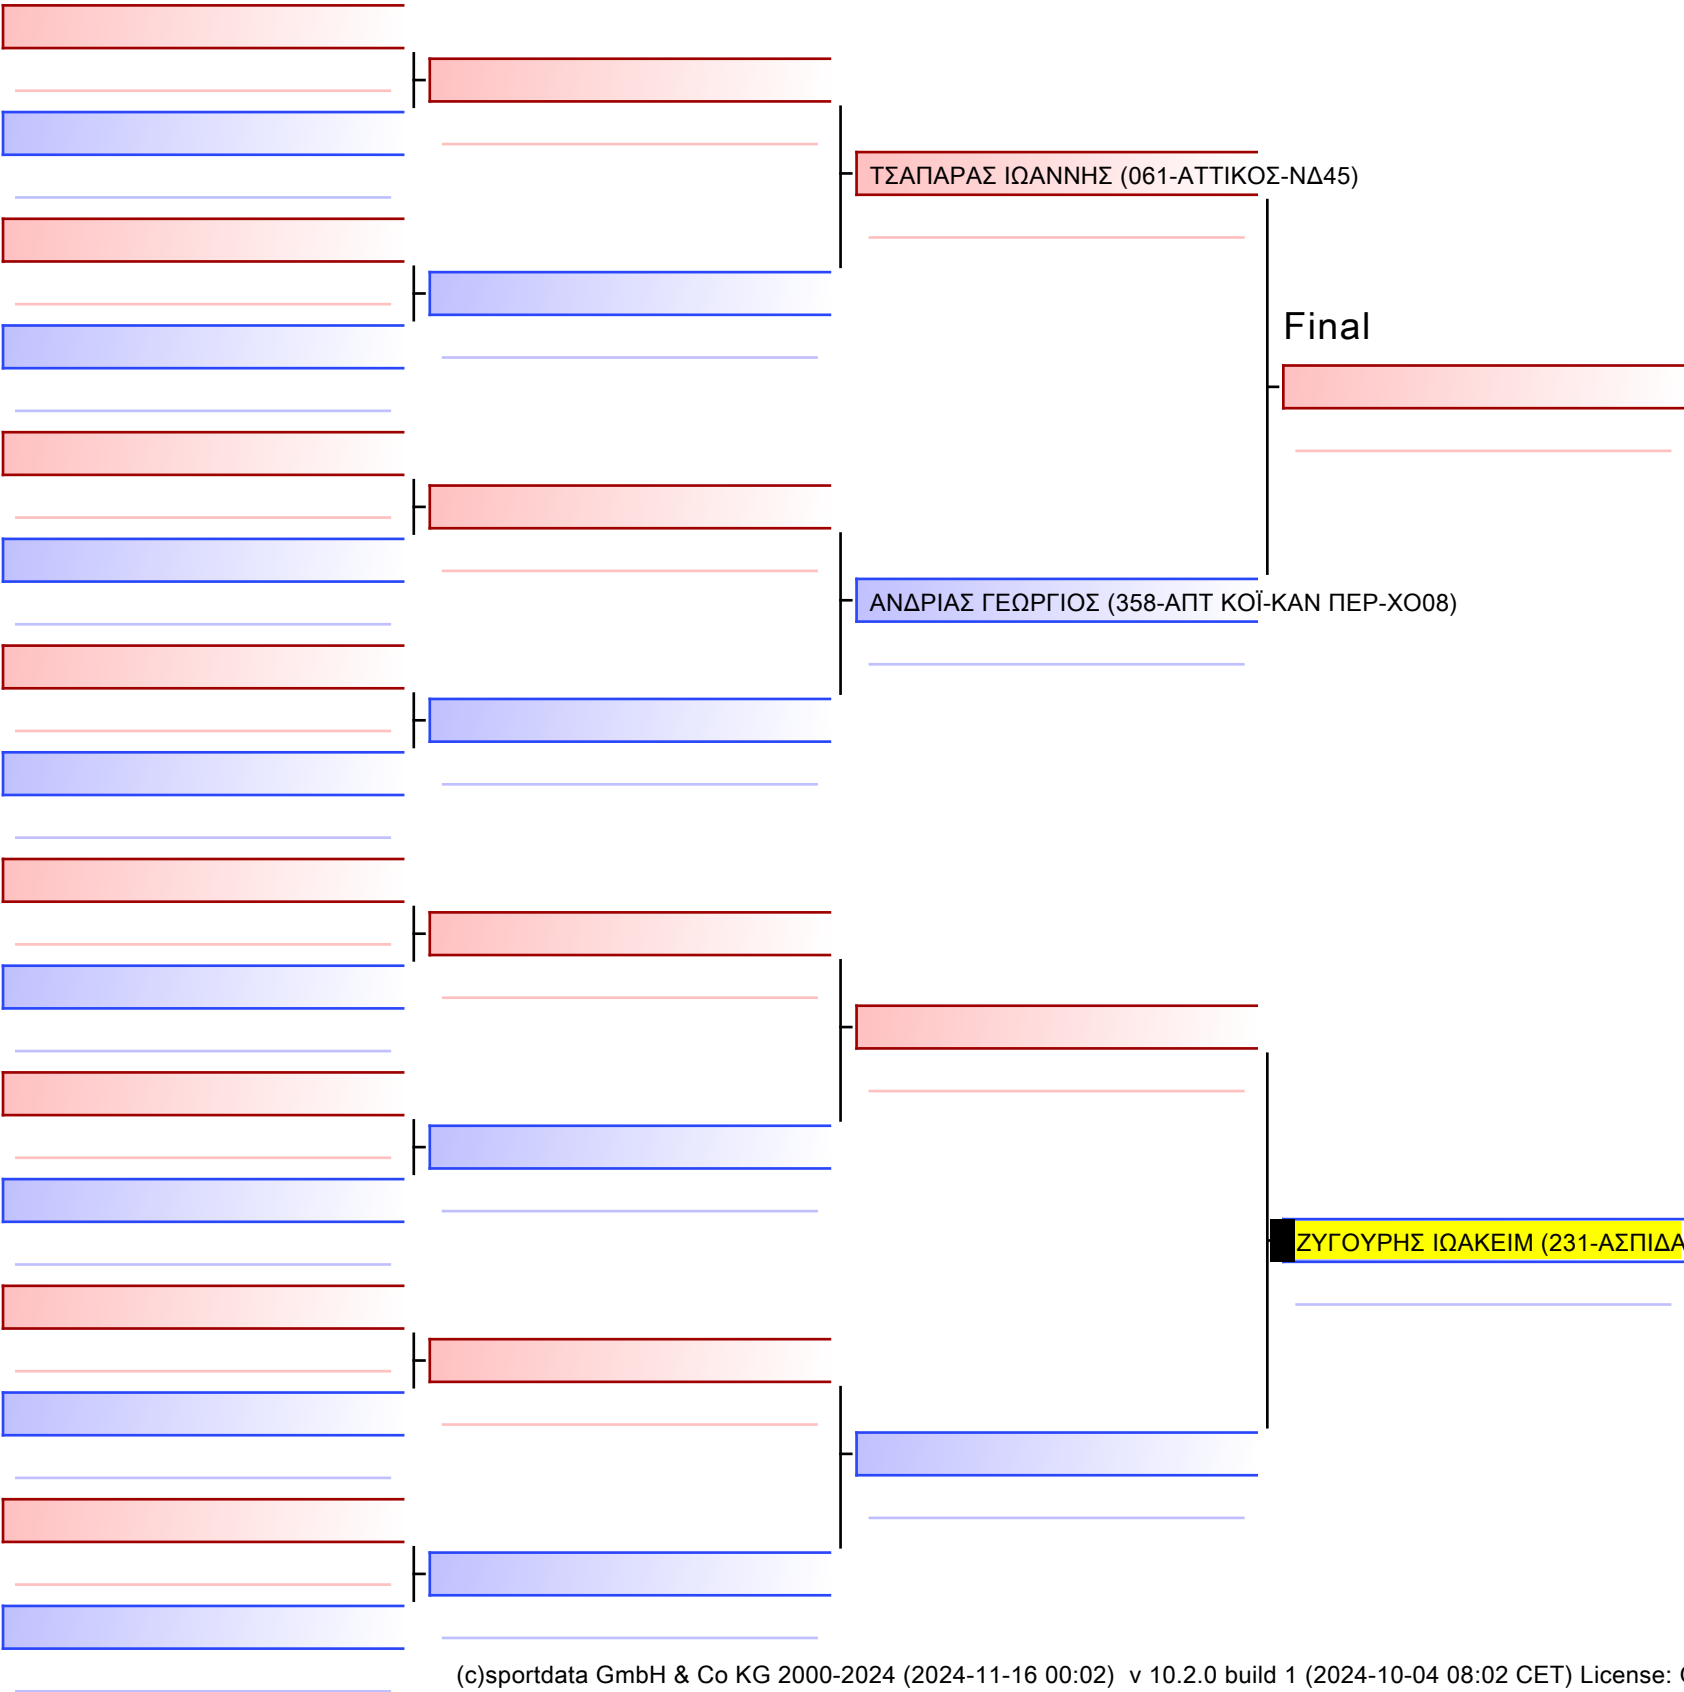 ΤΣΑΠΑΡΑΣ ΙΩΑΝΝΗΣ (061-ΑΤΤΙΚΟΣ-ΝΔ45)
Final
ΑΝΔΡΙΑΣ ΓΕΩΡΓΙΟΣ (358-ΑΠΤ ΚΟΪ-ΚΑΝ ΠΕΡ-ΧΟ08)
ΖΥΓΟΥΡΗΣ ΙΩΑΚΕΙΜ (231-ΑΣΠΙΔΑ
(c)sportdata GmbH & Co KG 2000-2024 (2024-11-16 00:02) v 10.2.0 build 1 (2024-10-04 08:02 CET) License: